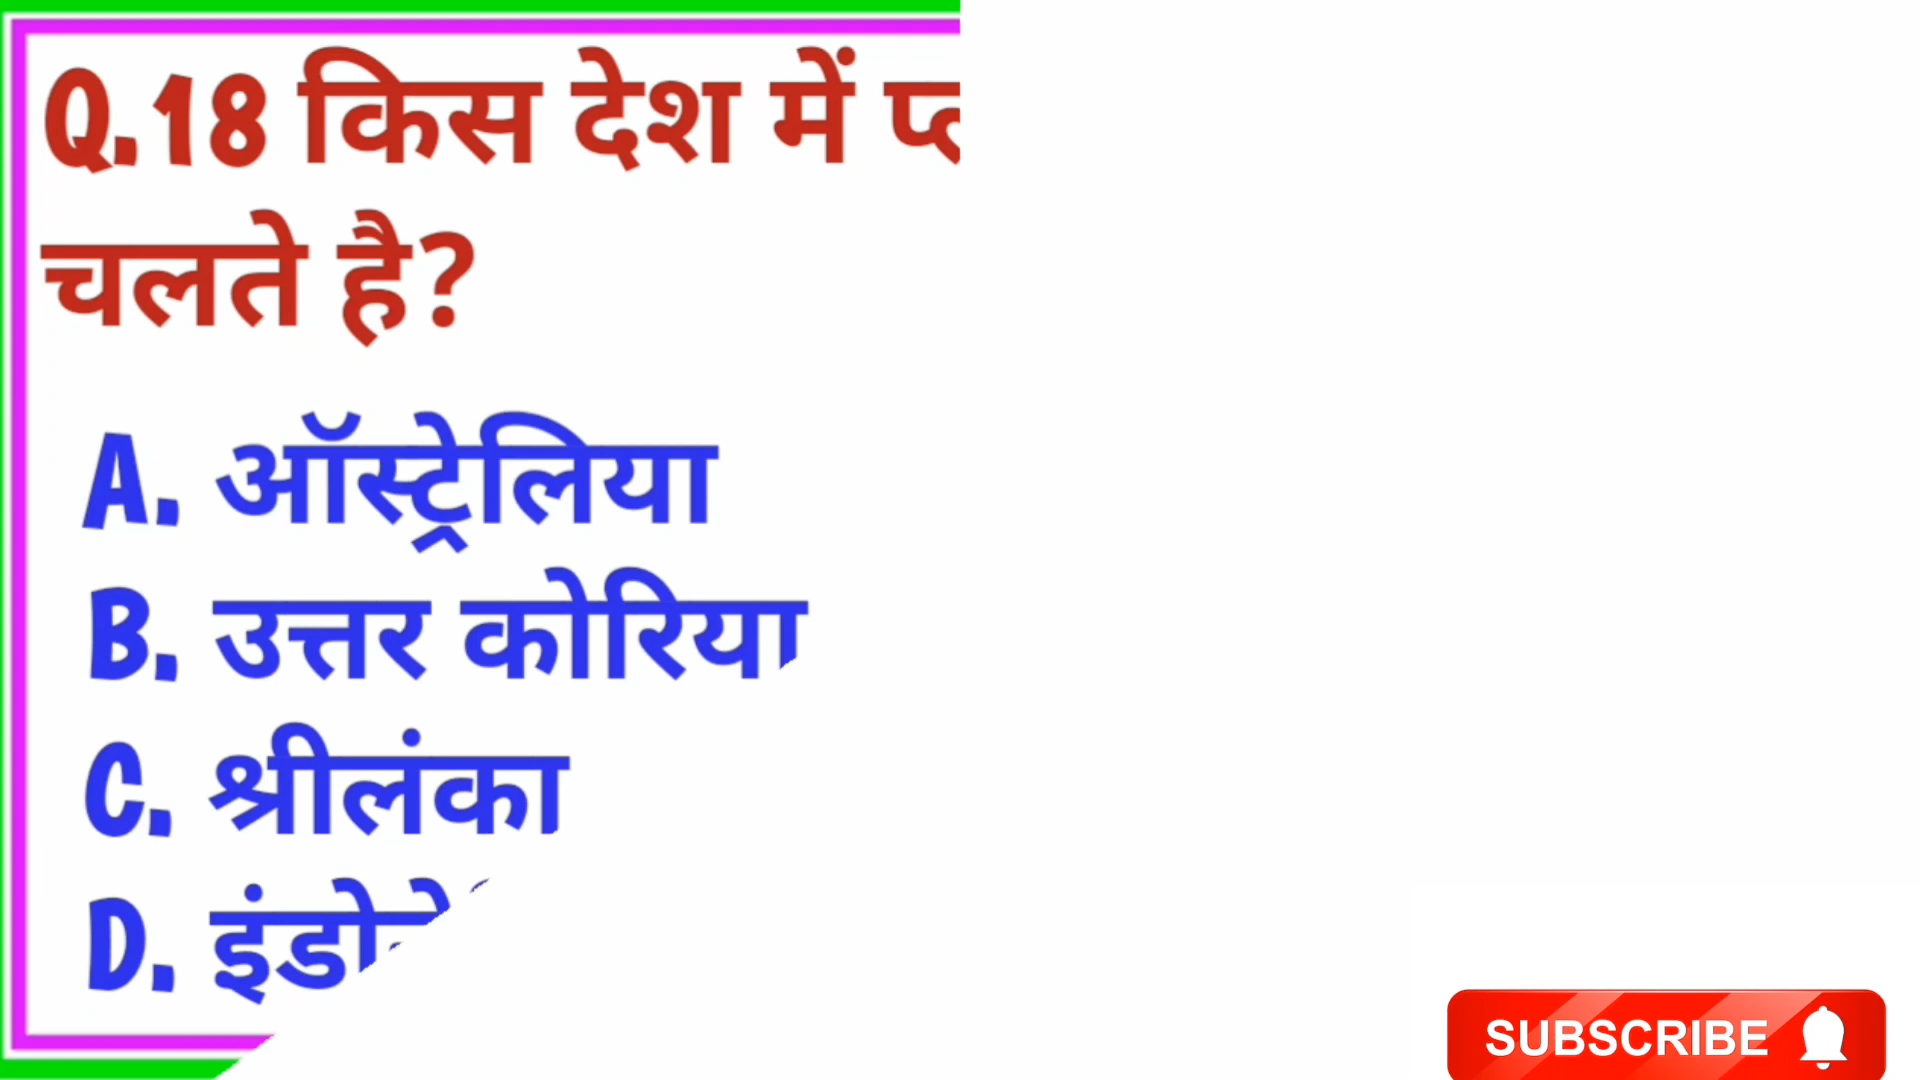 Q.18 किस देश में
चलते है?
A. ऑस्ट्रेलिया
B. उत्तर कोरिया
C. श्रीलंका
D.
SUBSCRIBE